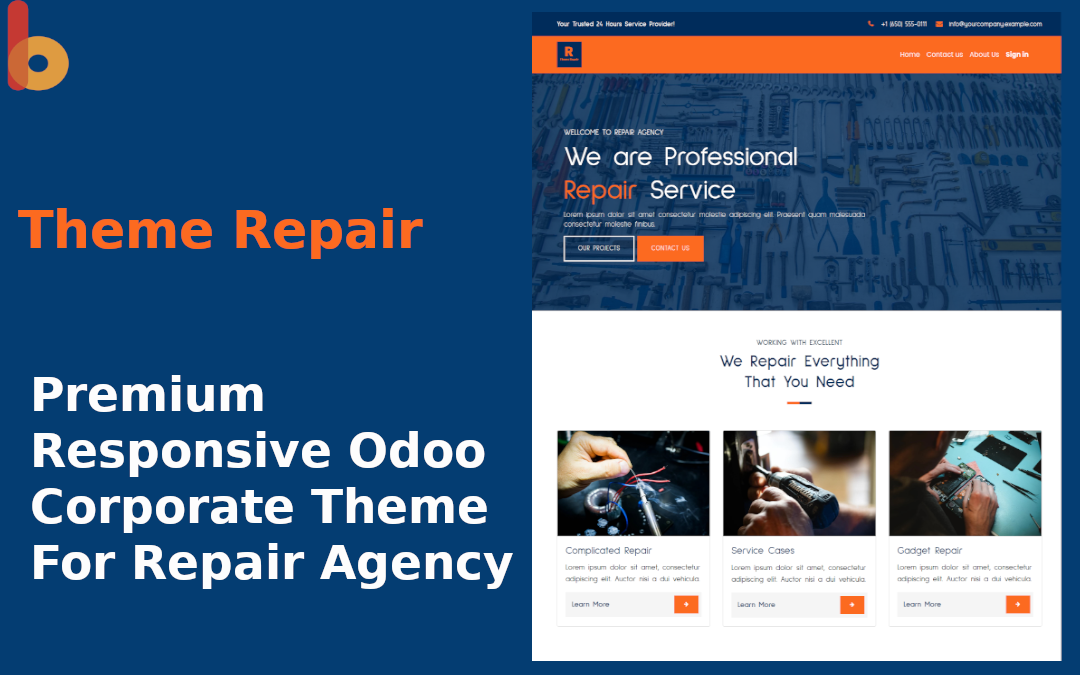 Theme Repair
Premium
Responsive Odoo
Corporate Theme
For Repair Agency
Your Trusted 24 Hours Service Provider!
+1 (650) 555-0111 info@yourcompany.example.com
R
Home Contact us About Us Sign in
WELLCOME TO REPAIR AGENCY
We are Professional
Repair Service
Lorem ipsum dolor sit amet consectetur molestie adipiscing elit. Praesent quam malesuada
consectetur molestie finibus.
OUR PROJECTS CONTACT US
WORKING WITH EXCELLENT
We Repair Everything
That You Need
Complicated Repair
Lorem ipsum dolor sit amet, consectetur
adipiscing elit. Auctor nisi a dui vehicula.
Learn More
Service Cases
Lorem ipsum dolor sit amet, consectetur
adipiscing elit. Auctor nisi a dui vehicula.
Learn More
Gadget Repair
Lorem ipsum dolor sit amet, consectetur
adipiscing elit. Auctor nisi a dui vehicula.
Learn More